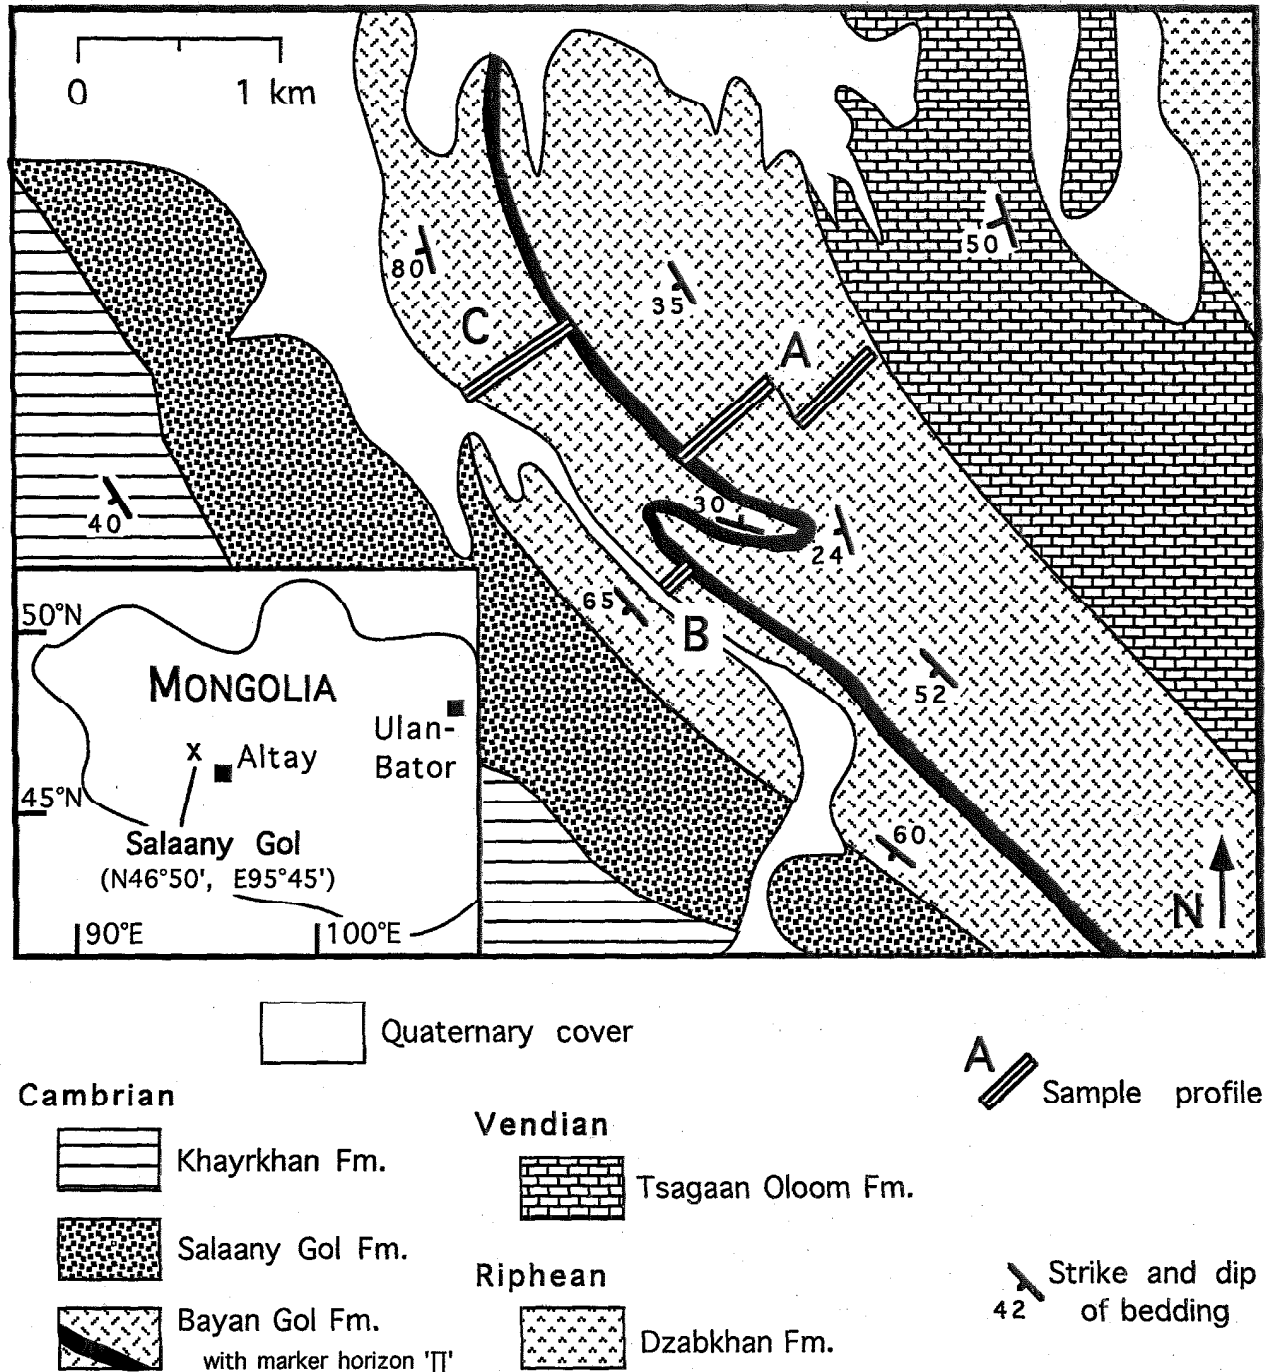 0 1 km
80
35
50
C
A
40
30
24
65
B
52
60
N
50°N
MONGOLIA
Ulan-
Bator
x Altay
45°N
Salaany Gol
(N46°50', E95°45')
90°E
100°E
Quaternary cover
A Sample profile
Cambrian
Khayrkhan Fm.
Salaany Gol Fm.
Bayan Gol Fm.
with marker horizon 'П'
Vendian
Tsagaan Oloom Fm.
Riphean
Dzabkhan Fm.
Strike and dip
42 of bedding